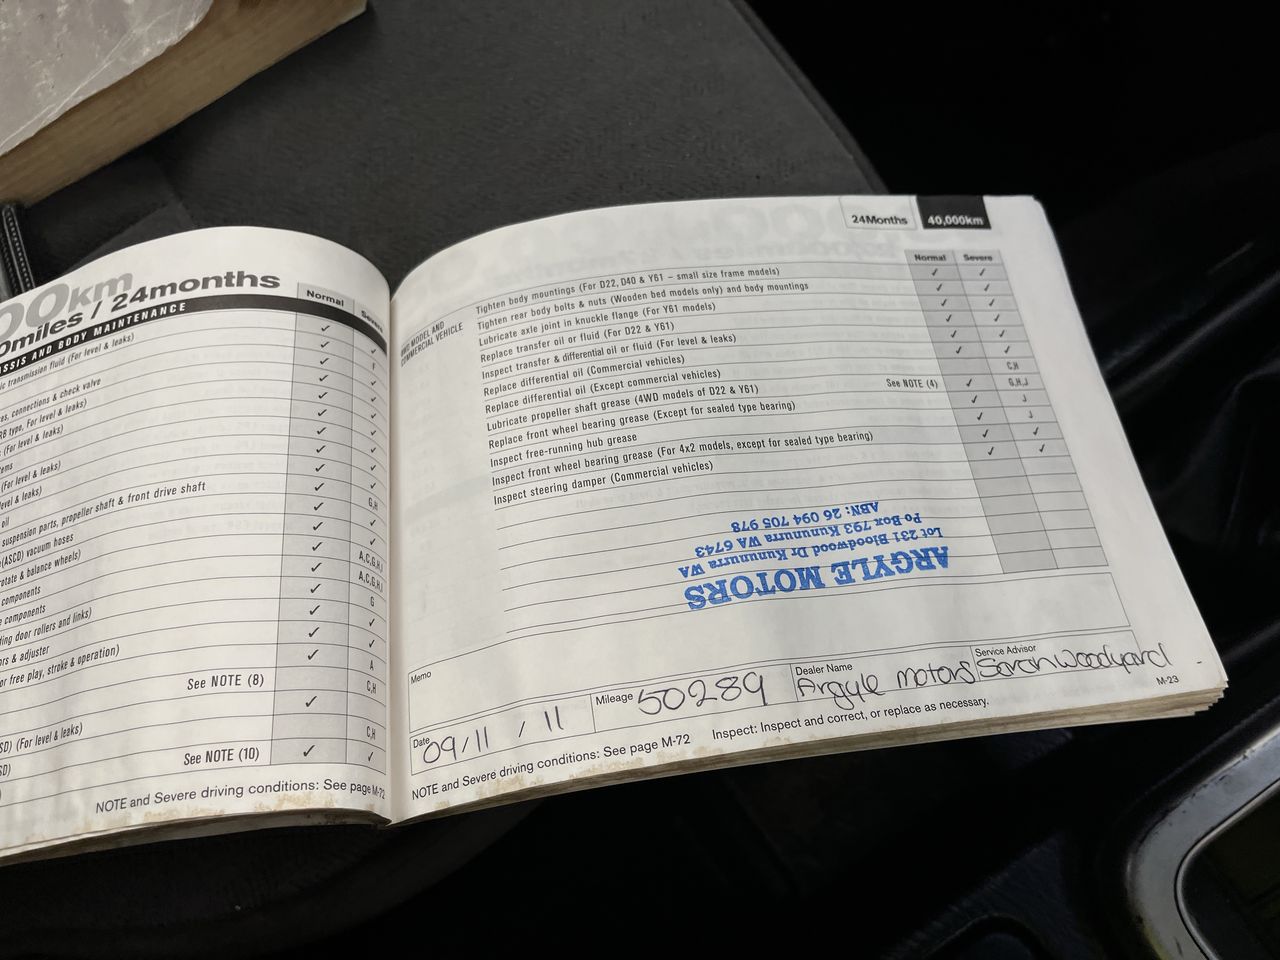 00km
0miles / 24months
Normal
SSIS AND BODY MAINTENANCE
c transmission fluid (For level & leaks)
es, connections & check valve
RB type, For level & leaks)
(For level & leaks)
ems
(For level & leaks)
evel & leaks)
oil
suspension parts, propeller shaft & front drive shaft
G,H
(ASCD) vacuum hoses
otate & balance wheels)
A,C,G,H,
components
A,C,G,H,
e components
G
ing door rollers and links)
rs & adjuster
or free play, stroke & operation)
A
See NOTE (8)
C,H
SD) (For level & leaks)
C,H
SD)
See NOTE (10)
NOTE and Severe driving conditions: See page M-72
24Months
40,000km
Normal
Severe
4WD MODEL AND
COMMERCIAL VEHICLE
Tighten body mountings (For D22, D40 & Y61 – small size frame models)
Tighten rear body bolts & nuts (Wooden bed models only) and body mountings
Lubricate axle joint in knuckle flange (For Y61 models)
Replace transfer oil or fluid (For D22 & Y61)
Inspect transfer & differential oil or fluid (For level & leaks)
Replace differential oil (Commercial vehicles)
C,H
Replace differential oil (Except commercial vehicles)
See NOTE (4)
G,H,J
Lubricate propeller shaft grease (4WD models of D22 & Y61)
J
Replace front wheel bearing grease (Except for sealed type bearing)
J
Inspect free-running hub grease
Inspect front wheel bearing grease (For 4x2 models, except for sealed type bearing)
Inspect steering damper (Commercial vehicles)
ARGYLE MOTORS
Lot 231 Bloodwood Dr Kununurra WA
Po Box 793 Kununurra WA 6743
ABN: 26 094 705 978
Memo
Date 09/11/11
Mileage 50289
Dealer Name Argyle motors
Service Advisor Sarah Woodyard
NOTE and Severe driving conditions: See page M-72
Inspect: Inspect and correct, or replace as necessary.
M-23